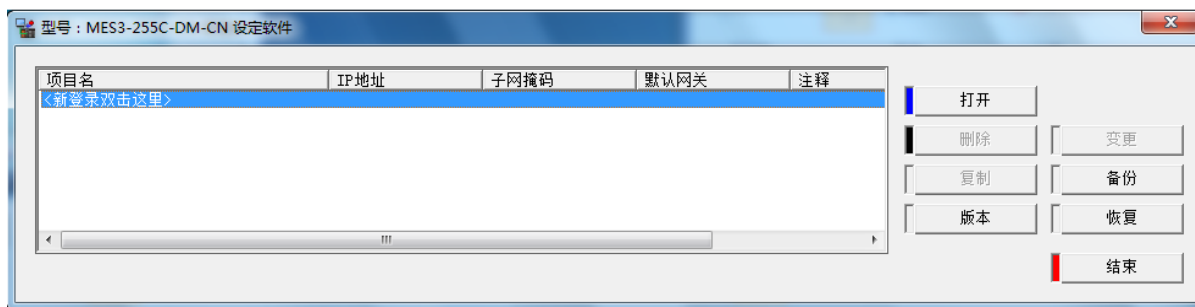 型号：MES3-255C-DM-CN 设定软件
项目名 IP地址 子网掩码 默认网关 注释
<新登录双击这里>
打开
删除 变更
复制 备份
版本 恢复
结束